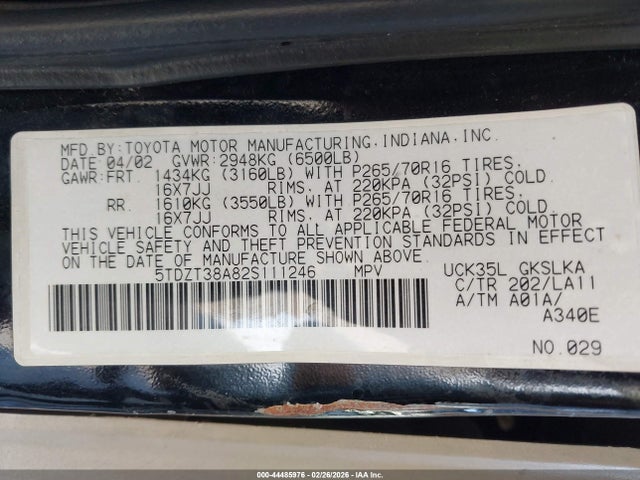 MFD.BY:TOYOTA MOTOR MANUFACTURING,INDIANA,INC.
DATE 04/02 GVWR:2948KG (6500LB)
GAWR:FRT. 1434KG (3160LB) WITH P265/70R16 TIRES,
16X7JJ RIMS, AT 220KPA (32PSI) COLD.
RR. 1610KG (3550LB) WITH P265/70R16 TIRES,
16X7JJ RIMS, AT 220KPA (32PSI) COLD.
THIS VEHICLE CONFORMS TO ALL APPLICABLE FEDERAL MOTOR
VEHICLE SAFETY AND THEFT PREVENTION STANDARDS IN EFFECT
ON THE DATE OF MANUFACTURE SHOWN ABOVE.
5TDZT38A82S111246 MPV UCK35L GKSLKA
C/TR 202/LA11
A/TM A01A/
A340E
NO.029
000-44485976 | 02/26/2026 | IAA Inc.